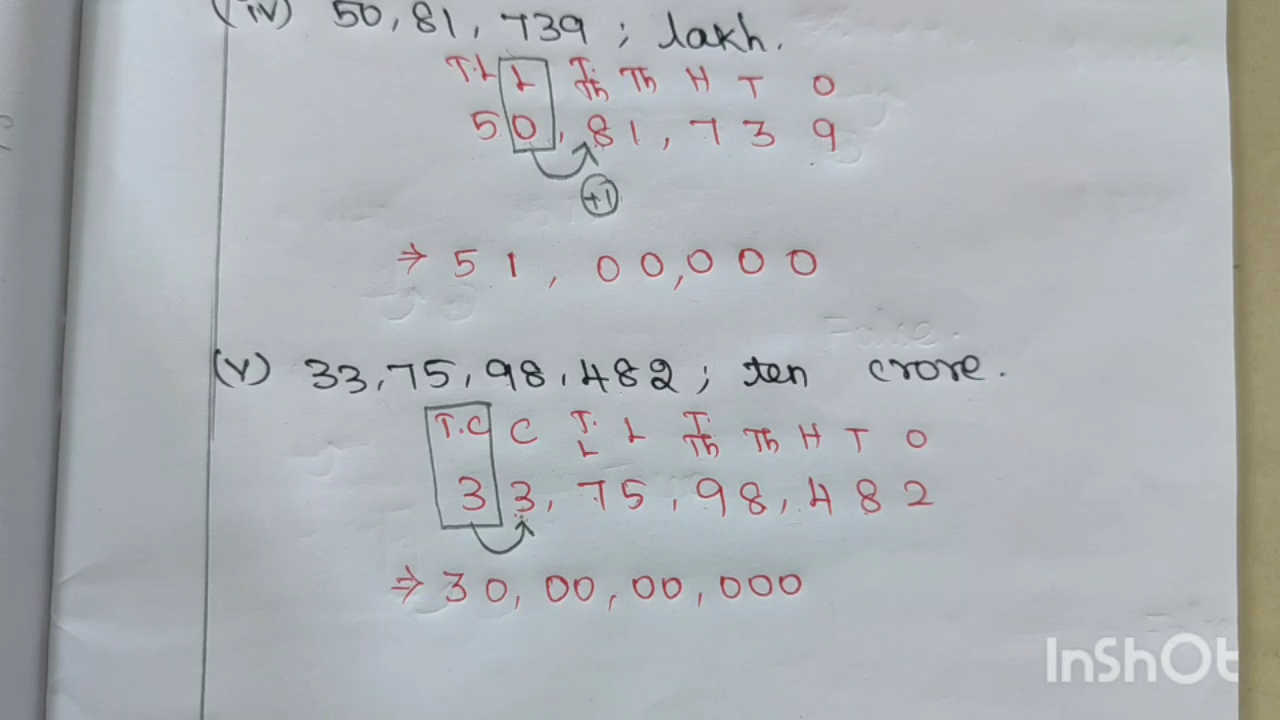 (iv) 50,81,739 ; lakh.
T.L L T.Th Th H T O
50,81,739
+1
⇒ 51,00,000
(v) 33,75,98,482 ; ten crore.
T.C C T.L L T.Th Th H T O
33,75,98,482
⇒ 30,00,00,000
InShOt